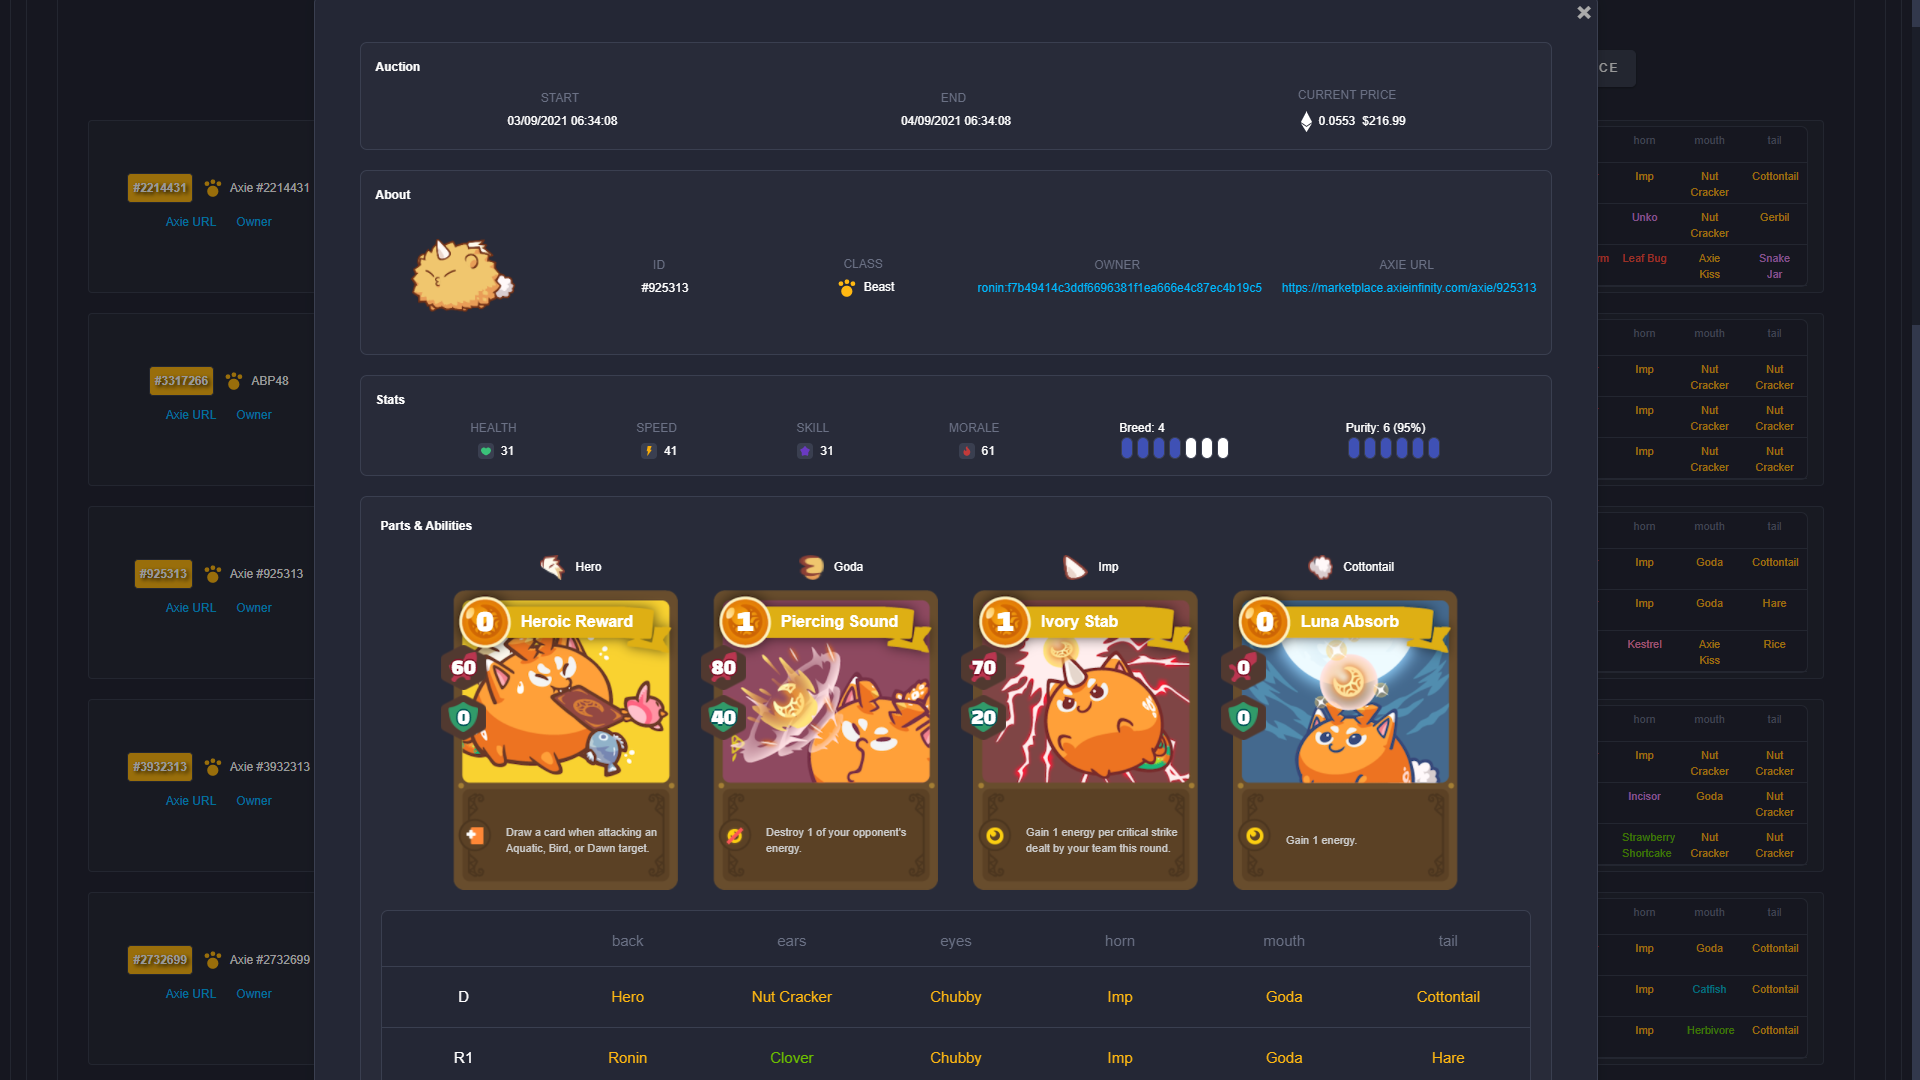 Auction
START
END
CURRENT PRICE
03/09/2021 06:34:08
04/09/2021 06:34:08
0.0553 $216.99
About
ID
CLASS
OWNER
AXIE URL
#925313
Beast
ronin:f7b49414c3ddf6696381f1ea666e4c87ec4b19c5
https://marketplace.axieinfinity.com/axie/925313
Stats
HEALTH
SPEED
SKILL
MORALE
Breed: 4
Purity: 6 (95%)
31
41
31
61
Parts & Abilities
Hero
Goda
Imp
Cottontail
0
Heroic Reward
60
0
Draw a card when attacking an
Aquatic, Bird, or Dawn target.
1
Piercing Sound
80
40
Destroy 1 of your opponent's
energy.
1
Ivory Stab
70
20
Gain 1 energy per critical strike
dealt by your team this round.
0
Luna Absorb
0
0
Gain 1 energy.
back ears eyes horn mouth tail
D Hero Nut Cracker Chubby Imp Goda Cottontail
R1 Ronin Clover Chubby Imp Goda Hare
#2214431 Axie #2214431
Axie URL Owner
#3317266 ABP48
Axie URL Owner
#925313 Axie #925313
Axie URL Owner
#3932313 Axie #3932313
Axie URL Owner
#2732699 Axie #2732699
Axie URL Owner
CE
horn mouth tail
Imp Nut Cracker Cottontail
Unko Nut Cracker Gerbil
rm Leaf Bug Axie Kiss Snake Jar
horn mouth tail
Imp Nut Cracker Nut Cracker
Imp Nut Cracker Nut Cracker
Imp Nut Cracker Nut Cracker
horn mouth tail
Imp Goda Cottontail
Imp Goda Hare
Kestrel Axie Kiss Rice
horn mouth tail
Imp Nut Cracker Nut Cracker
Incisor Goda Nut Cracker
Strawberry Shortcake Nut Cracker Nut Cracker
horn mouth tail
Imp Goda Cottontail
Imp Catfish Cottontail
Imp Herbivore Cottontail